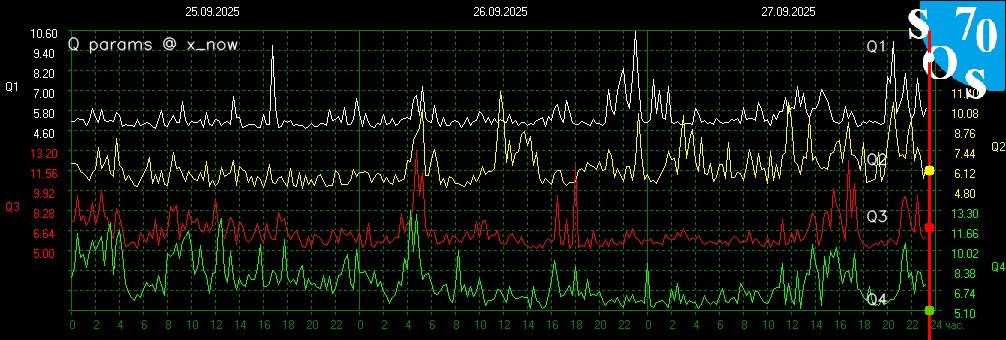 25.09.2025 26.09.2025 27.09.2025
Q params @ x_now
Q1
10.60
9.40
8.20
7.00
5.80
4.60
Q1
Q3
13.20
11.56
9.92
8.28
6.64
5.00
Q2
Q3
Q4
Q2
10.08
8.76
7.44
6.12
4.80
Q4
13.30
11.66
10.02
8.38
6.74
5.10
0 2 4 6 8 10 12 14 16 18 20 22 0 2 4 6 8 10 12 14 16 18 20 22 0 2 4 6 8 10 12 14 16 18 20 22 24 час.
S 70
O S